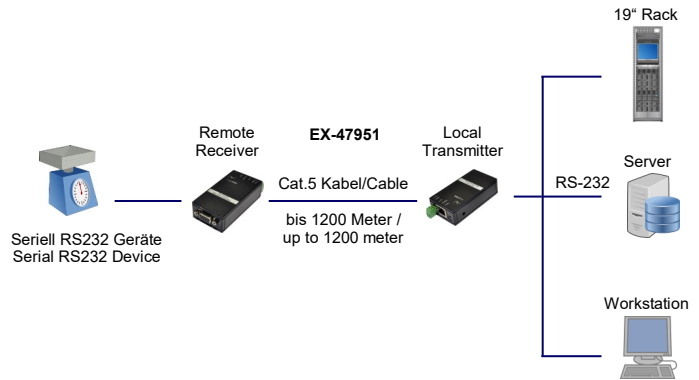 19“ Rack
Remote
Receiver
EX-47951
Local
Transmitter
Cat.5 Kabel/Cable
RS-232
Server
bis 1200 Meter /
up to 1200 meter
Seriell RS232 Geräte
Serial RS232 Device
Workstation